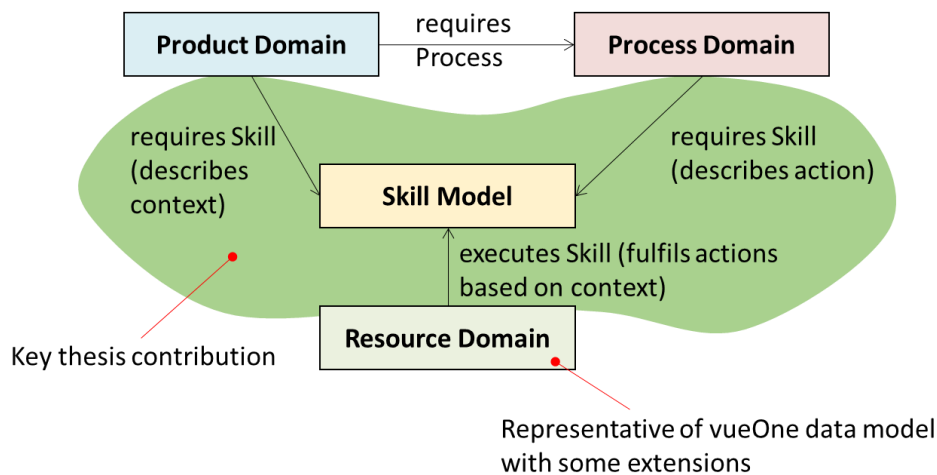 Product Domain
requires
Process
Process Domain
requires Skill
(describes
context)
requires Skill
(describes action)
Skill Model
executes Skill (fulfils actions
based on context)
Resource Domain
Key thesis contribution
Representative of vueOne data model
with some extensions